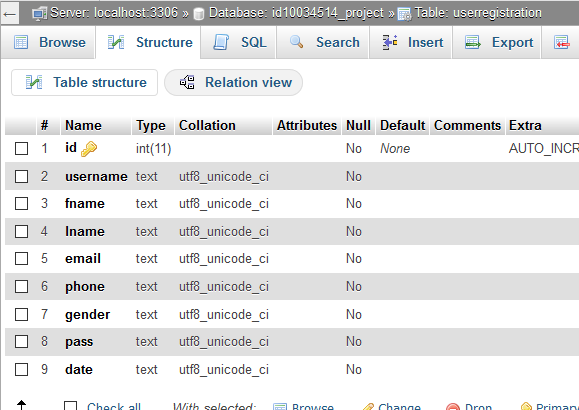 ← Server: localhost:3306 » Database: id10034514_project » Table: userregistration
Browse Structure SQL Search Insert Export
Table structure Relation view
# Name Type Collation Attributes Null Default Comments Extra
1 id int(11) No None AUTO_INCR
2 username text utf8_unicode_ci No
3 fname text utf8_unicode_ci No
4 lname text utf8_unicode_ci No
5 email text utf8_unicode_ci No
6 phone text utf8_unicode_ci No
7 gender text utf8_unicode_ci No
8 pass text utf8_unicode_ci No
9 date text utf8_unicode_ci No
Check all With selected: Browse Change Drop Primar